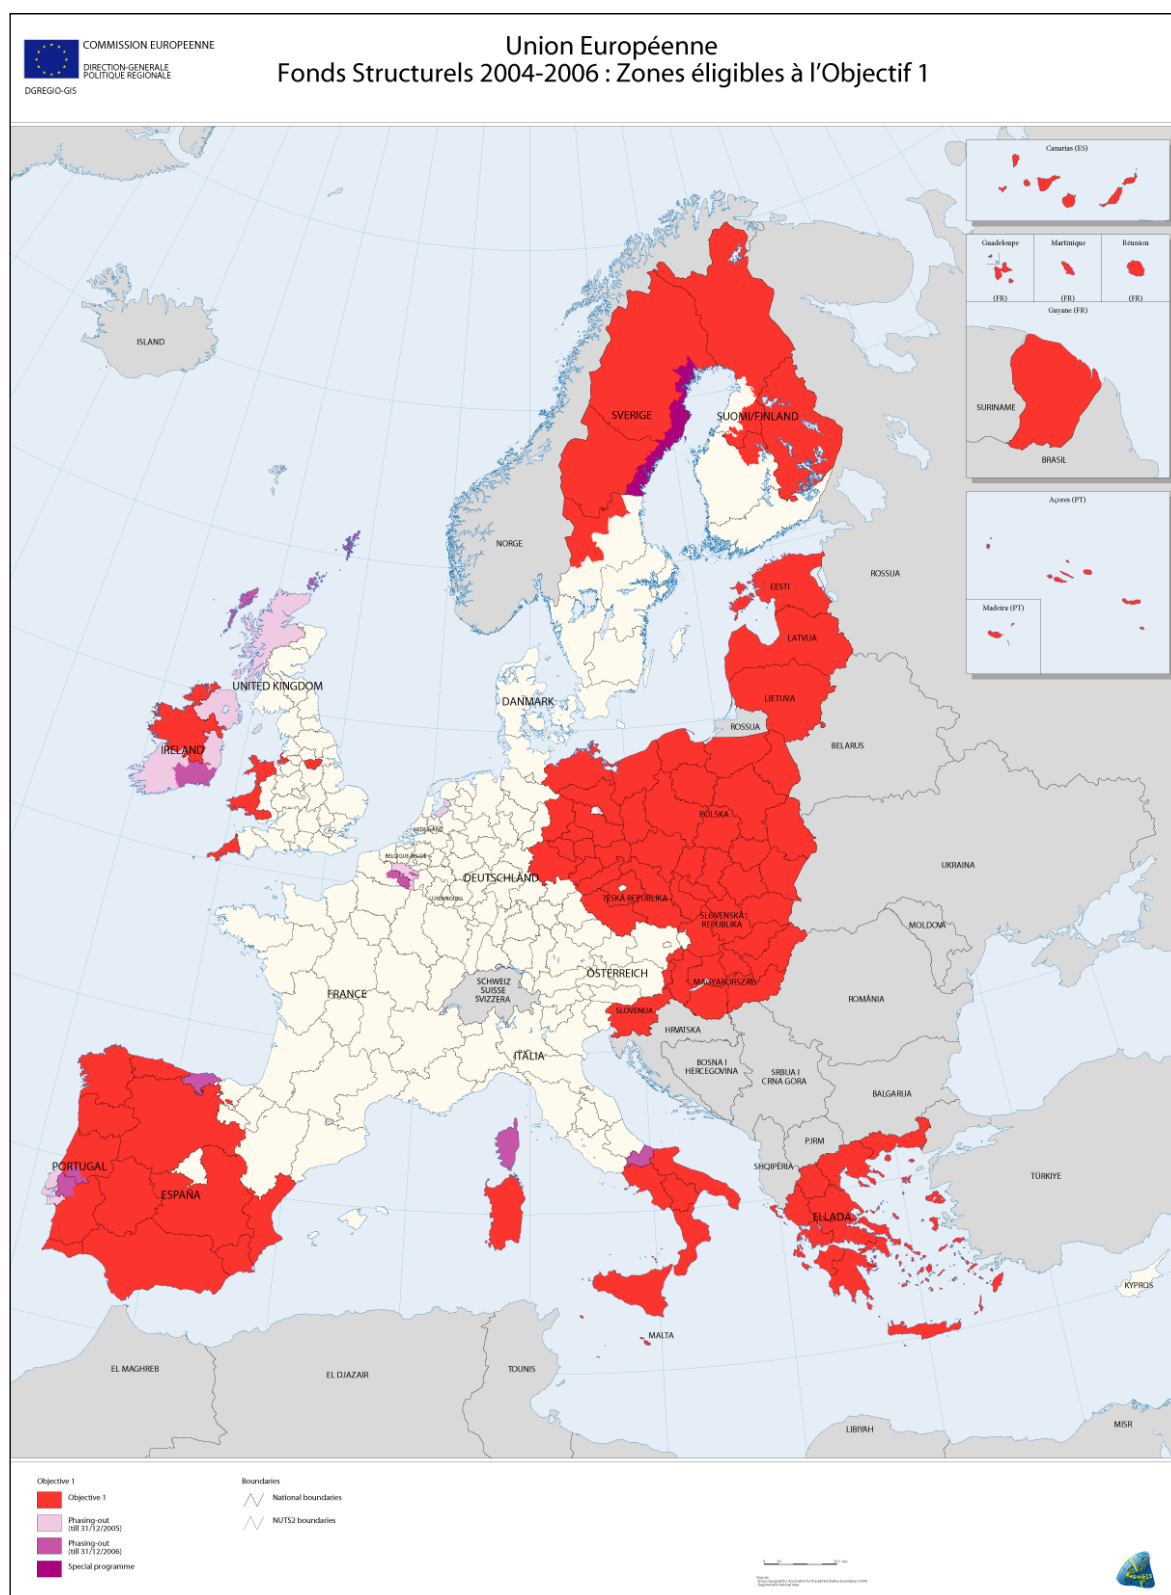 COMMISSION EUROPEENNE
DIRECTION-GENERALE
POLITIQUE REGIONALE
DGREGIO-GIS
Union Européenne
Fonds Structurels 2004-2006 : Zones éligibles à l'Objectif 1
Canarias (ES)
Guadeloupe
Martinique
Réunion
(FR)
(FR)
(FR)
Guyane (FR)
SURINAME
BRASIL
Açores (PT)
Madeira (PT)
ISLAND
SVERIGE
SUOMI/FINLAND
NORGE
ROSSIJA
EESTI
LATVIJA
LIETUVA
ROSSIJA
BELARUS
UNITED KINGDOM
DANMARK
IRELAND
POLSKA
NEDERLAND
BELGIQUE-BELGIE
DEUTSCHLAND
LUXEMBOURG
UKRAINA
ČESKÁ REPUBLIKA
SLOVENSKÁ
REPUBLIKA
MOLDOVA
ÖSTERREICH
SCHWEIZ
SUISSE
SVIZZERA
FRANCE
MAGYARORSZAG
ROMÂNIA
SLOVENIJA
HRVATSKA
ITALIA
BOSNA I
HERCEGOVINA
SRBIJA I
CRNA GORA
BALGARIJA
PJRM
SHQIPËRIA
PORTUGAL
ESPAÑA
TÜRKIYE
ELLADA
KYPROS
MALTA
EL MAGHREB
EL DJAZAIR
TOUNIS
LIBIYAH
MISR
Objective 1
Objective 1
Phasing-out
(till 31/12/2005)
Phasing-out
(till 31/12/2006)
Special programme
Boundaries
National boundaries
NUTS2 boundaries